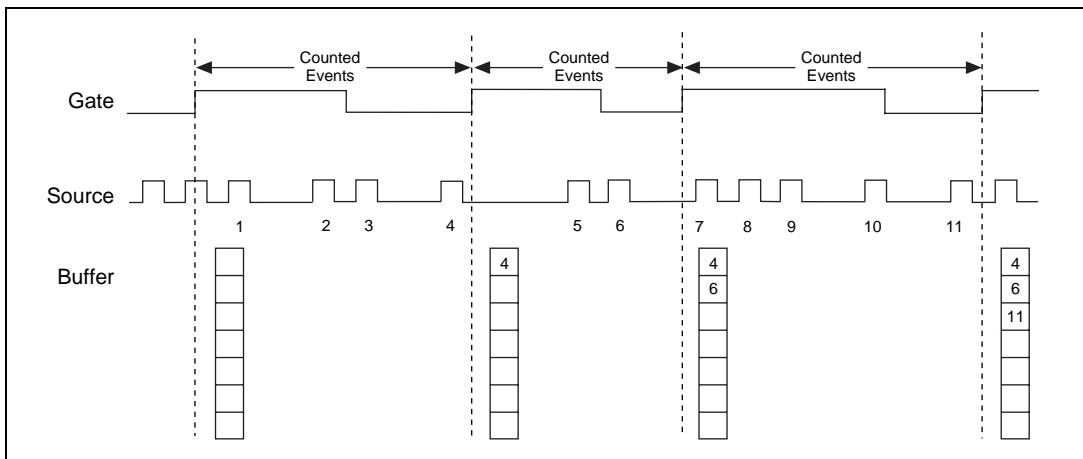 Counted
Events
Counted
Events
Counted
Events
Gate
Source
1 2 3 4 5 6 7 8 9 10 11
Buffer
4 4 4
6 6
11